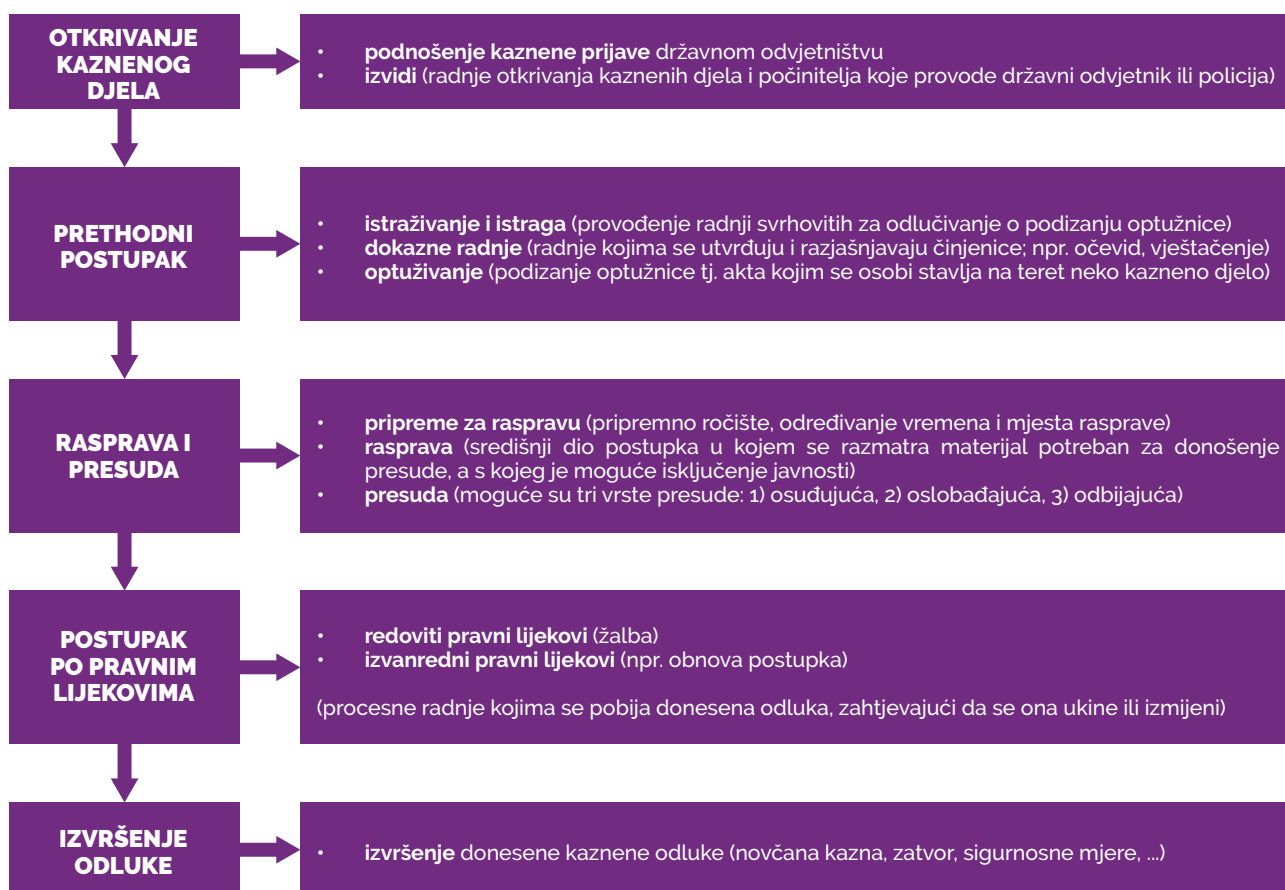 OTKRIVANJE
KAZNENOG
DJELA
• podnošenje kaznene prijave državnom odvjetništvu
• izvidi (radnje otkrivanja kaznenih djela i počinitelja koje provode državni odvjetnik ili policija)
PRETHODNI
POSTUPAK
• istraživanje i istraga (provođenje radnji svrhovitih za odlučivanje o podizanju optužnice)
• dokazne radnje (radnje kojima se utvrđuju i razjašnjavaju činjenice; npr. očevid, vještačenje)
• optuživanje (podizanje optužnice tj. akta kojim se osobi stavlja na teret neko kazneno djelo)
RASPRAVA I
PRESUDA
• pripreme za raspravu (pripremno ročište, određivanje vremena i mjesta rasprave)
• rasprava (središnji dio postupka u kojem se razmatra materijal potreban za donošenje
presude, a s kojeg je moguće isključenje javnosti)
• presuda (moguće su tri vrste presude: 1) osuđujuća, 2) oslobađajuća, 3) odbijajuća)
POSTUPAK
PO PRAVNIM
LIJEKOVIMA
• redoviti pravni lijekovi (žalba)
• izvanredni pravni lijekovi (npr. obnova postupka)
(procesne radnje kojima se pobija donesena odluka, zahtjevajući da se ona ukine ili izmijeni)
IZVRŠENJE
ODLUKE
• izvršenje donesene kaznene odluke (novčana kazna, zatvor, sigurnosne mjere, ...)